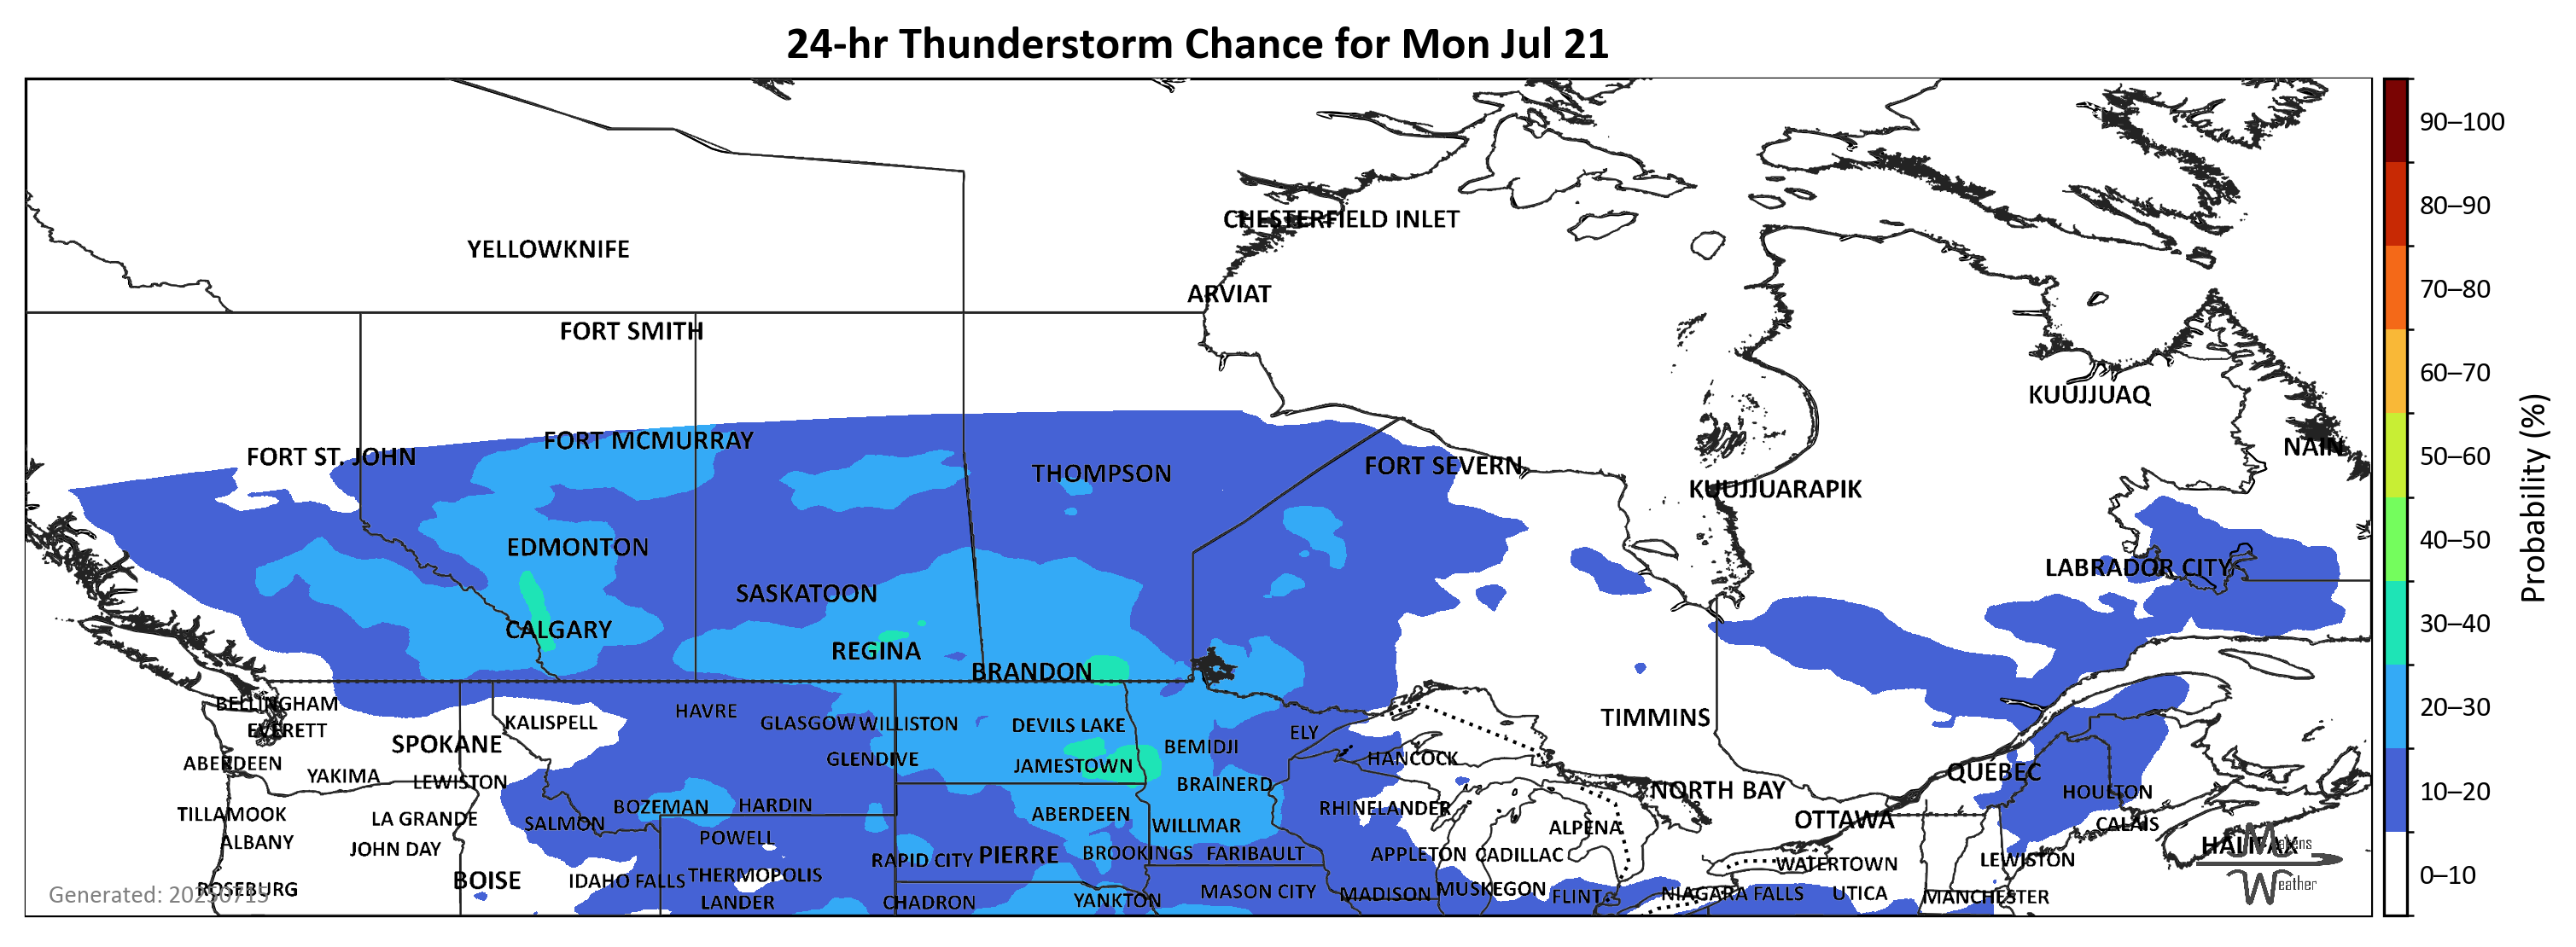 24-hr Thunderstorm Chance for Mon Jul 21
90–100
80–90
70–80
60–70
50–60
40–50
30–40
20–30
10–20
0–10
Probability (%)
CHESTERFIELD INLET
YELLOWKNIFE
ARVIAT
FORT SMITH
KUUJJUAQ
FORT MCMURRAY
NAIN
FORT ST. JOHN
FORT SEVERN
THOMPSON
KUUJJUARAPIK
EDMONTON
LABRADOR CITY
SASKATOON
CALGARY
REGINA
BRANDON
BELLINGHAM
HAVRE
TIMMINS
KALISPELL
GLASGOW
WILLISTON
DEVILS LAKE
EVERETT
ELY
SPOKANE
BEMIDJI
HANCOCK
GLENDIVE
ABERDEEN
JAMESTOWN
QUÉBEC
YAKIMA
LEWISTON
BRAINERD
NORTH BAY
HOULTON
BOZEMAN
HARDIN
RHINELANDER
TILLAMOOK
LA GRANDE
ABERDEEN
OTTAWA
SALMON
WILLMAR
ALPENA
CALAIS
POWELL
ALBANY
HALIFAX
Makens
Weather
JOHN DAY
BROOKINGS
FARIBAULT
PIERRE
APPLETON
CADILLAC
RAPID CITY
WATERTOWN
LEWISTON
THERMOPOLIS
BOISE
IDAHO FALLS
ROSEBURG
MUSKEGON
MASON CITY
MADISON
NIAGARA FALLS
UTICA
FLINT
MANCHESTER
LANDER
CHADRON
YANKTON
Generated: 20250715